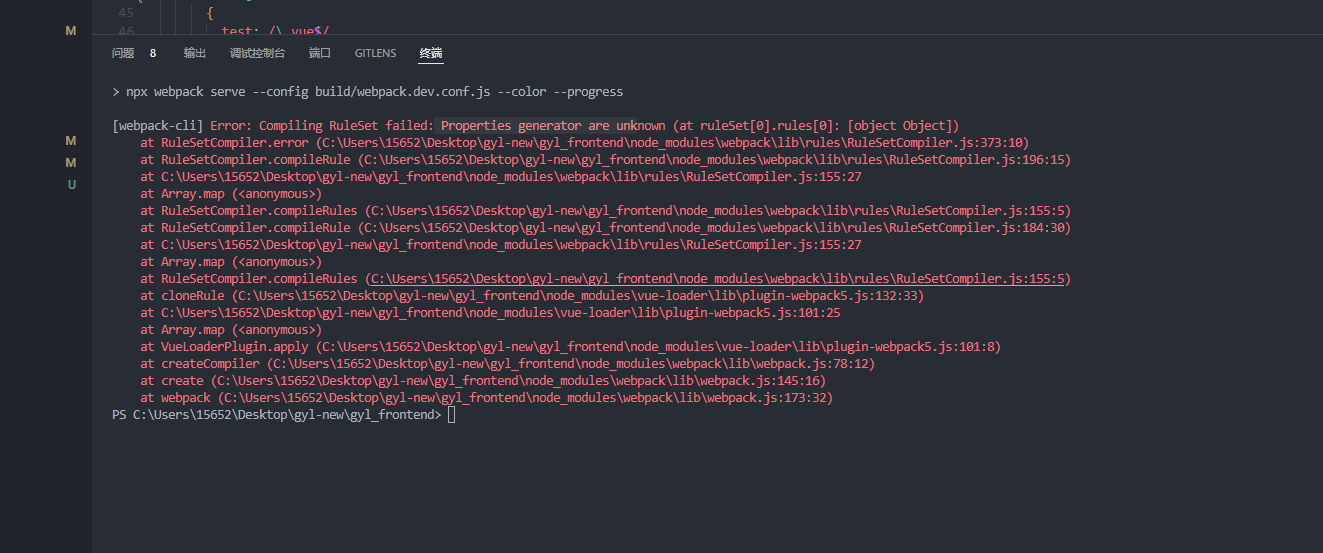 45 {
M 46 test: /\.vue$/
问题 8 输出 调试控制台 端口 GITLENS 终端
> npx webpack serve --config build/webpack.dev.conf.js --color --progress
[webpack-cli] Error: Compiling RuleSet failed: Properties generator are unknown (at ruleSet[0].rules[0]: [object Object])
M at RuleSetCompiler.error (C:\Users\15652\Desktop\gyl-new\gyl_frontend\node_modules\webpack\lib\rules\RuleSetCompiler.js:373:10)
M at RuleSetCompiler.compileRule (C:\Users\15652\Desktop\gyl-new\gyl_frontend\node_modules\webpack\lib\rules\RuleSetCompiler.js:196:15)
at C:\Users\15652\Desktop\gyl-new\gyl_frontend\node_modules\webpack\lib\rules\RuleSetCompiler.js:155:27
U
at Array.map (<anonymous>)
at RuleSetCompiler.compileRules (C:\Users\15652\Desktop\gyl-new\gyl_frontend\node_modules\webpack\lib\rules\RuleSetCompiler.js:155:5)
at RuleSetCompiler.compileRule (C:\Users\15652\Desktop\gyl-new\gyl_frontend\node_modules\webpack\lib\rules\RuleSetCompiler.js:184:30)
at C:\Users\15652\Desktop\gyl-new\gyl_frontend\node_modules\webpack\lib\rules\RuleSetCompiler.js:155:27
at Array.map (<anonymous>)
at RuleSetCompiler.compileRules (C:\Users\15652\Desktop\gyl-new\gyl_frontend\node_modules\webpack\lib\rules\RuleSetCompiler.js:155:5)
at cloneRule (C:\Users\15652\Desktop\gyl-new\gyl_frontend\node_modules\vue-loader\lib\plugin-webpack5.js:132:33)
at C:\Users\15652\Desktop\gyl-new\gyl_frontend\node_modules\vue-loader\lib\plugin-webpack5.js:101:25
at Array.map (<anonymous>)
at VueLoaderPlugin.apply (C:\Users\15652\Desktop\gyl-new\gyl_frontend\node_modules\vue-loader\lib\plugin-webpack5.js:101:8)
at createCompiler (C:\Users\15652\Desktop\gyl-new\gyl_frontend\node_modules\webpack\lib\webpack.js:78:12)
at create (C:\Users\15652\Desktop\gyl-new\gyl_frontend\node_modules\webpack\lib\webpack.js:145:16)
at webpack (C:\Users\15652\Desktop\gyl-new\gyl_frontend\node_modules\webpack\lib\webpack.js:173:32)
PS C:\Users\15652\Desktop\gyl-new\gyl_frontend>